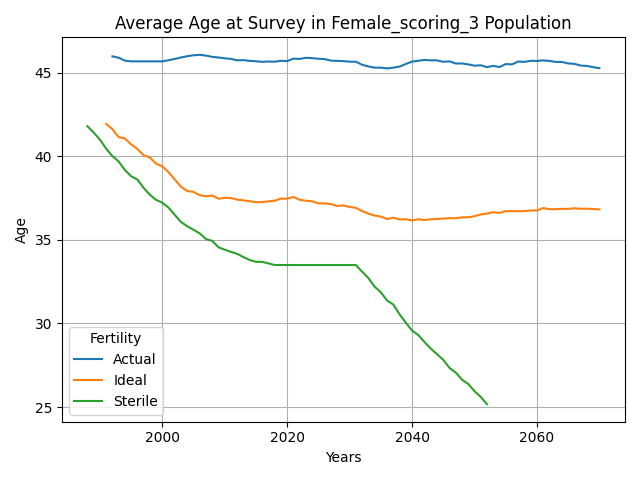 Average Age at Survey in Female_scoring_3 Population
Age
45
40
35
30
25
Fertility
Actual
Ideal
Sterile
2000
2020
2040
2060
Years